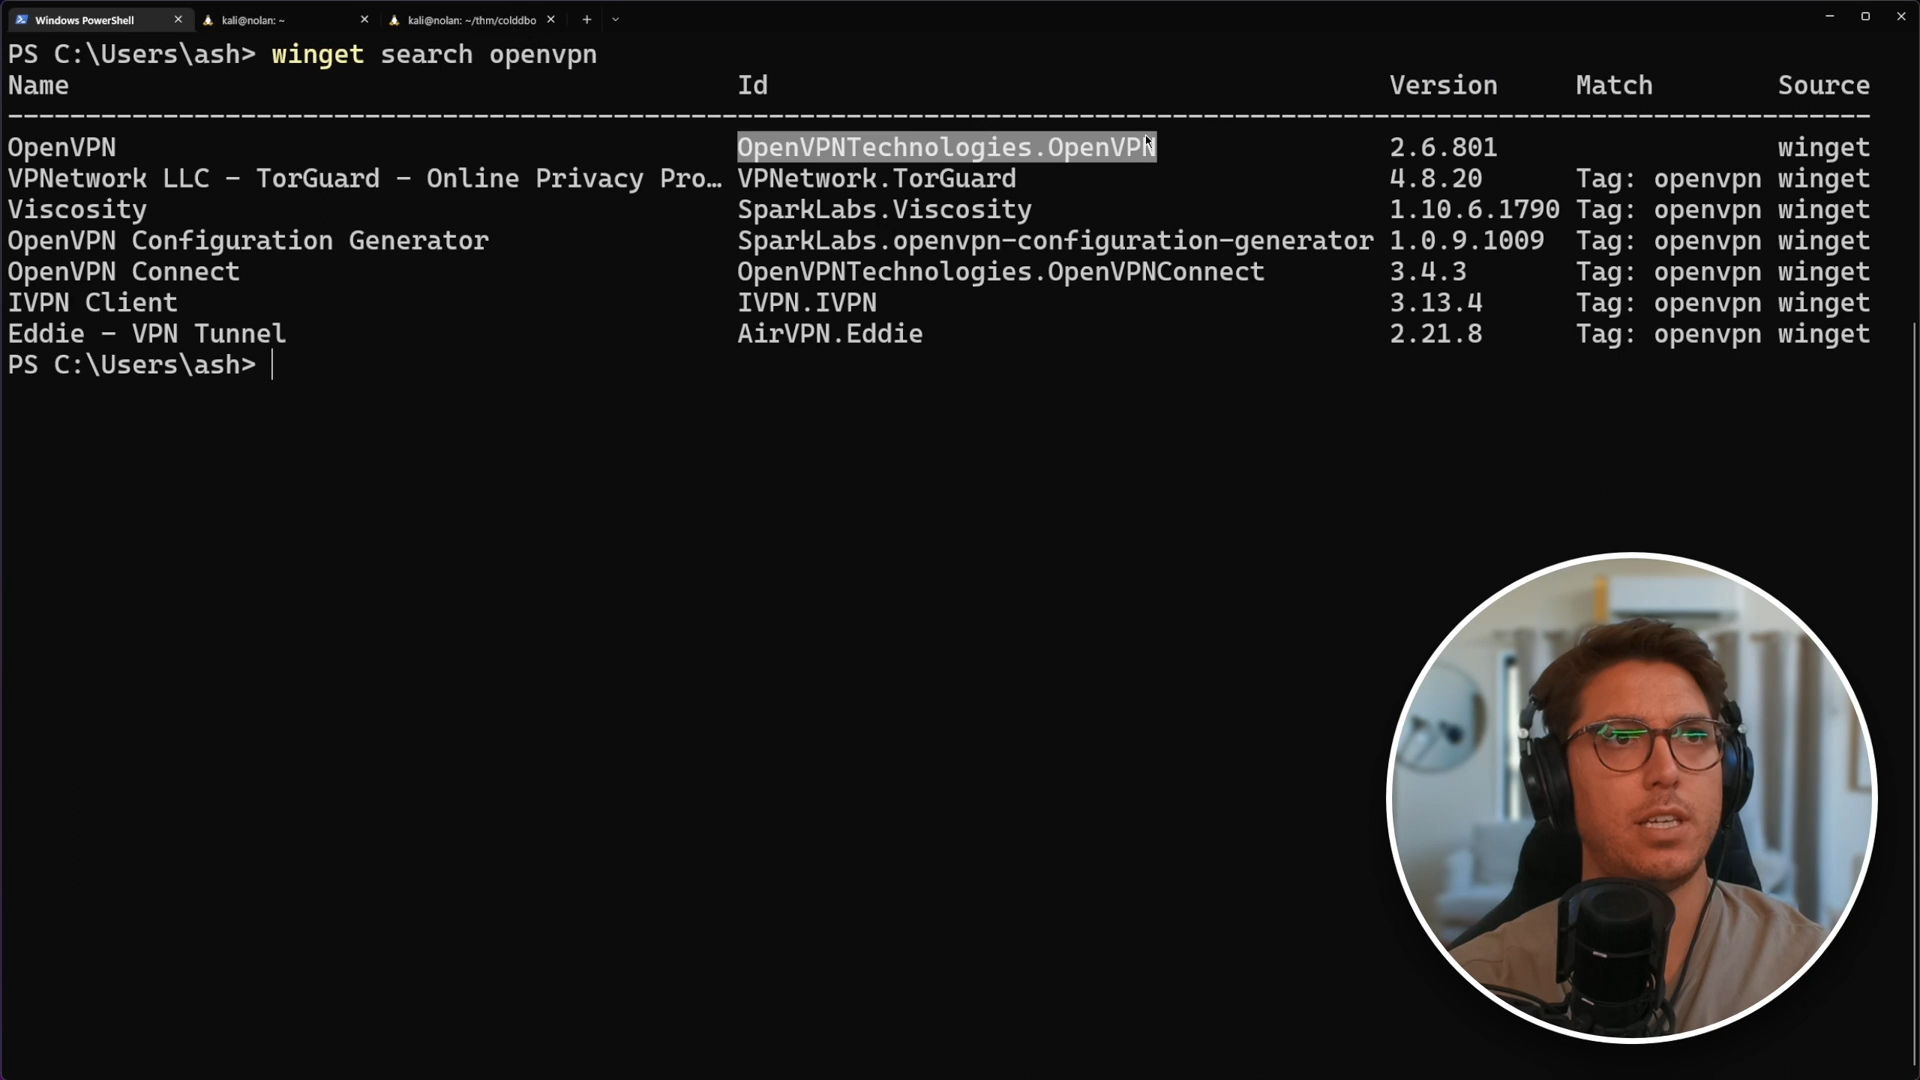 Windows PowerShell
kali@nolan: ~
kali@nolan: ~/thm/colddbo
PS C:\Users\ash> winget search openvpn
Name Id Version Match Source
--------------------------------------------------------------------------------------------------------------------------
OpenVPN OpenVPNTechnologies.OpenVPN 2.6.801 winget
VPNetwork LLC - TorGuard - Online Privacy Pro… VPNetwork.TorGuard 4.8.20 Tag: openvpn winget
Viscosity SparkLabs.Viscosity 1.10.6.1790 Tag: openvpn winget
OpenVPN Configuration Generator SparkLabs.openvpn-configuration-generator 1.0.9.1009 Tag: openvpn winget
OpenVPN Connect OpenVPNTechnologies.OpenVPNConnect 3.4.3 Tag: openvpn winget
IVPN Client IVPN.IVPN 3.13.4 Tag: openvpn winget
Eddie - VPN Tunnel AirVPN.Eddie 2.21.8 Tag: openvpn winget
PS C:\Users\ash>